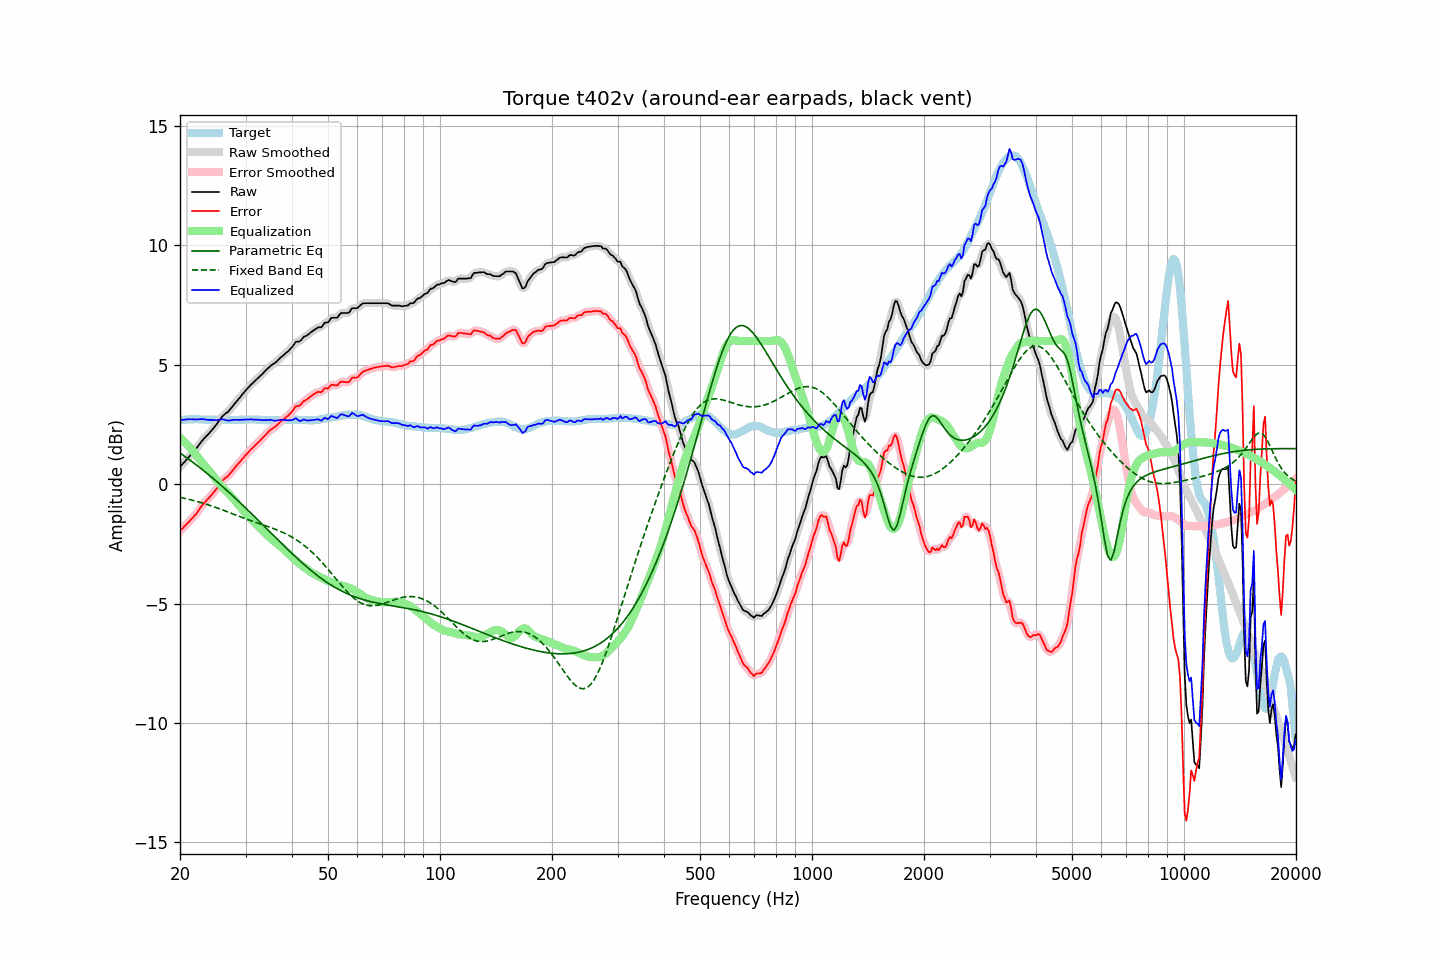 Torque t402v (around-ear earpads, black vent)
Target
Raw Smoothed
Error Smoothed
Raw
Error
Equalization
Parametric Eq
Fixed Band Eq
Equalized
Amplitude (dBr)
15
10
5
0
−5
−10
−15
20
50
100
200
500
1000
2000
5000
10000
20000
Frequency (Hz)